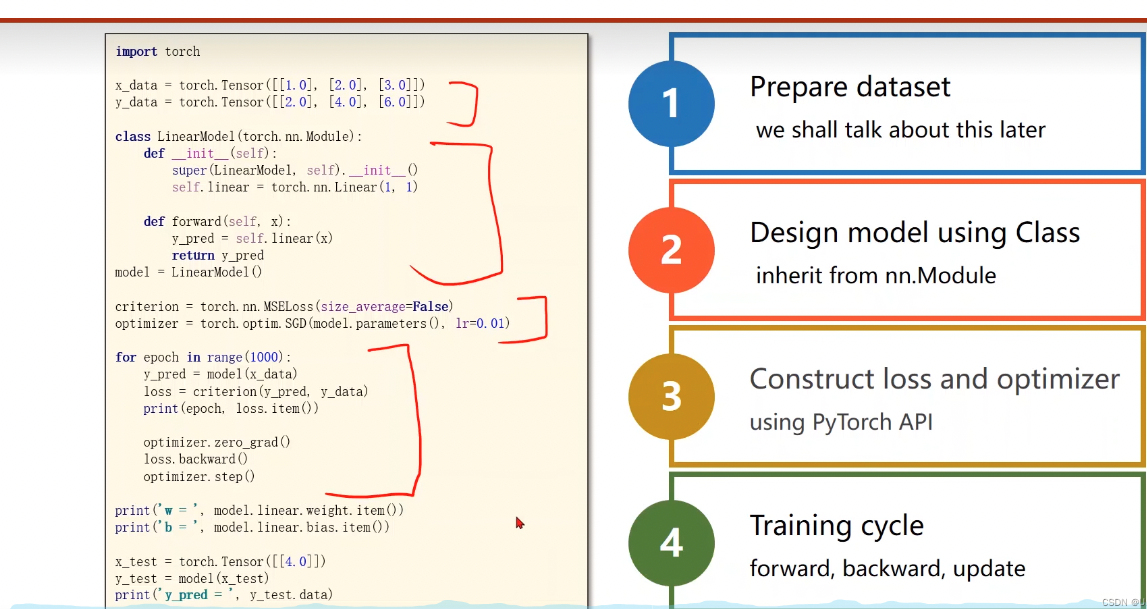 import torch
x_data = torch.Tensor([[1.0], [2.0], [3.0]])
y_data = torch.Tensor([[2.0], [4.0], [6.0]])
class LinearModel(torch.nn.Module):
def __init__(self):
super(LinearModel, self).__init__()
self.linear = torch.nn.Linear(1, 1)
def forward(self, x):
y_pred = self.linear(x)
return y_pred
model = LinearModel()
criterion = torch.nn.MSELoss(size_average=False)
optimizer = torch.optim.SGD(model.parameters(), lr=0.01)
for epoch in range(1000):
y_pred = model(x_data)
loss = criterion(y_pred, y_data)
print(epoch, loss.item())
optimizer.zero_grad()
loss.backward()
optimizer.step()
print('w = ', model.linear.weight.item())
print('b = ', model.linear.bias.item())
x_test = torch.Tensor([[4.0]])
y_test = model(x_test)
print('y_pred = ', y_test.data)
1
Prepare dataset
we shall talk about this later
2
Design model using Class
inherit from nn.Module
3
Construct loss and optimizer
using PyTorch API
4
Training cycle
forward, backward, update
CSDN